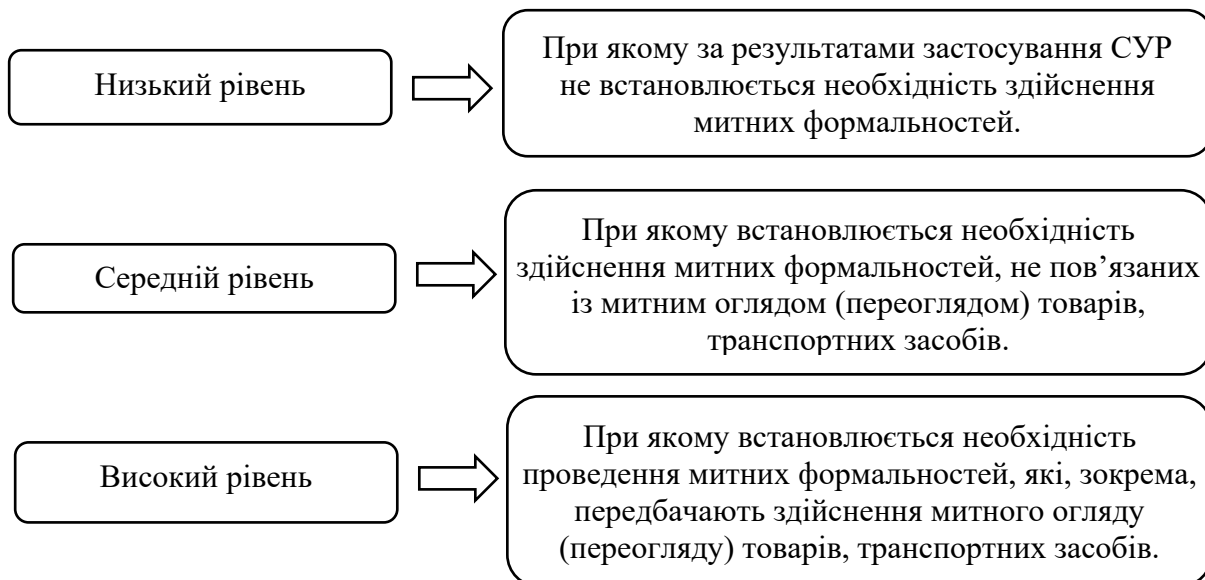 Низький рівень
При якому за результатами застосування СУР
не встановлюється необхідність здійснення
митних формальностей.
Середній рівень
При якому встановлюється необхідність
здійснення митних формальностей, не пов’язаних
із митним оглядом (переоглядом) товарів,
транспортних засобів.
Високий рівень
При якому встановлюється необхідність
проведення митних формальностей, які, зокрема,
передбачають здійснення митного огляду
(переогляду) товарів, транспортних засобів.